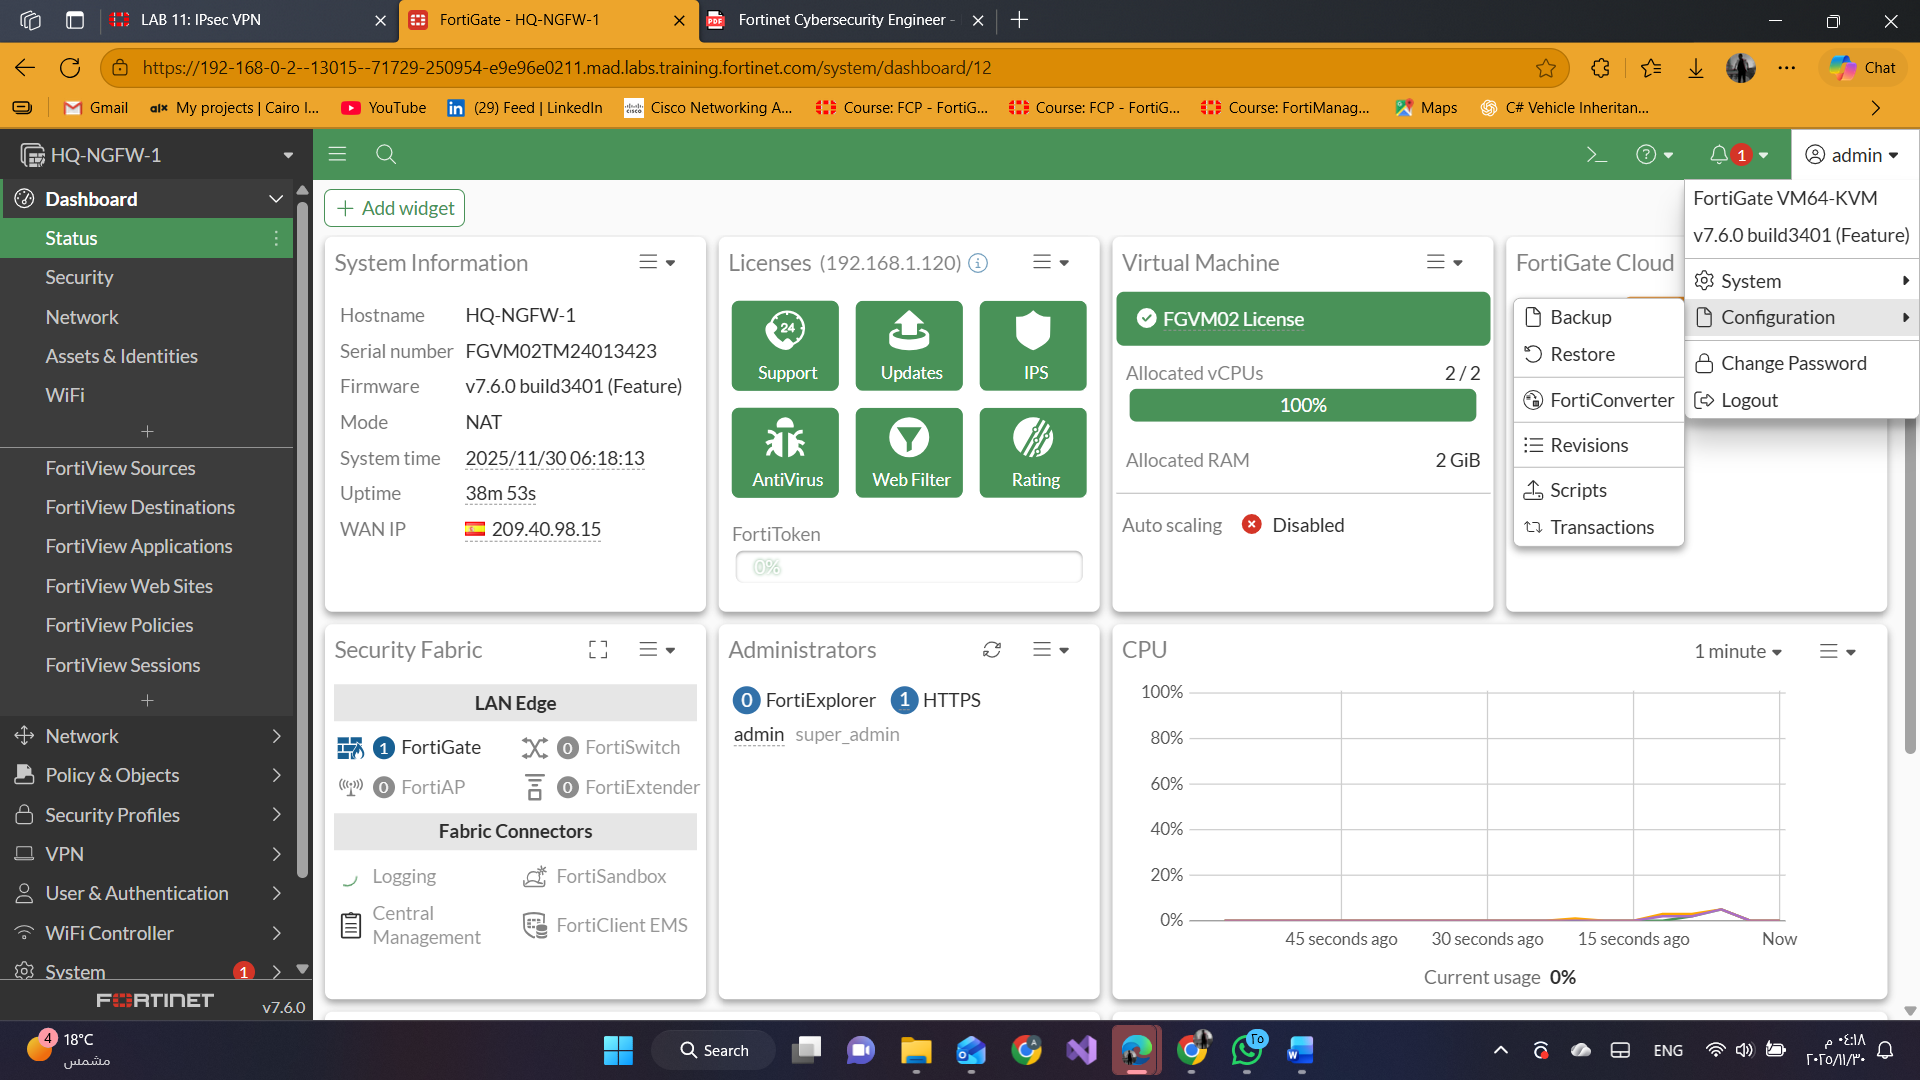 LAB 11: IPsec VPN
FortiGate - HQ-NGFW-1
Fortinet Cybersecurity Engineer -
https://192-168-0-2--13015--71729-250954-e9e96e0211.mad.labs.training.fortinet.com/system/dashboard/12
Chat
Gmail
My projects | Cairo I...
YouTube
(29) Feed | LinkedIn
Cisco Networking A...
Course: FCP - FortiG...
Course: FCP - FortiG...
Course: FortiManag...
Maps
C# Vehicle Inheritan...
HQ-NGFW-1
1
admin
Dashboard
Status
Security
Network
Assets & Identities
WiFi
FortiView Sources
FortiView Destinations
FortiView Applications
FortiView Web Sites
FortiView Policies
FortiView Sessions
Network
Policy & Objects
Security Profiles
VPN
User & Authentication
WiFi Controller
System
1
FORTINET
v7.6.0
Add widget
System Information
Hostname HQ-NGFW-1
Serial number FGVM02TM24013423
Firmware v7.6.0 build3401 (Feature)
Mode NAT
System time 2025/11/30 06:18:13
Uptime 38m 53s
WAN IP 209.40.98.15
Licenses (192.168.1.120)
24
Support
Updates
IPS
AntiVirus
Web Filter
Rating
FortiToken
0%
Virtual Machine
FGVM02 License
Allocated vCPUs 2 / 2
100%
Allocated RAM 2 GiB
Auto scaling Disabled
FortiGate Cloud
FortiGate VM64-KVM
v7.6.0 build3401 (Feature)
System
Configuration
Change Password
Logout
Backup
Restore
FortiConverter
Revisions
Scripts
Transactions
Security Fabric
LAN Edge
1 FortiGate
0 FortiSwitch
0 FortiAP
0 FortiExtender
Fabric Connectors
Logging
FortiSandbox
Central Management
FortiClient EMS
Administrators
0 FortiExplorer 1 HTTPS
admin super_admin
CPU
1 minute
100%
80%
60%
40%
20%
0%
45 seconds ago
30 seconds ago
15 seconds ago
Now
Current usage 0%
4
18°C
مشمس
Search
٢٥
ENG
٠٤:١٨ م
٢٠٢٥/١١/٣٠